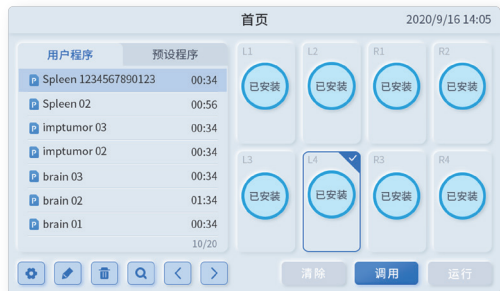 首页
2020/9/16 14:05
用户程序 预设程序
P Spleen 1234567890123 00:34
P Spleen 02 00:56
P imptumor 03 00:34
P imptumor 02 00:34
P brain 03 00:34
P brain 02 01:34
P brain 01 00:34
10/20
L1 L2 R1 R2
已安装 已安装 已安装 已安装
L3 L4 R3 R4
已安装 已安装 已安装 已安装
清除 调用 运行